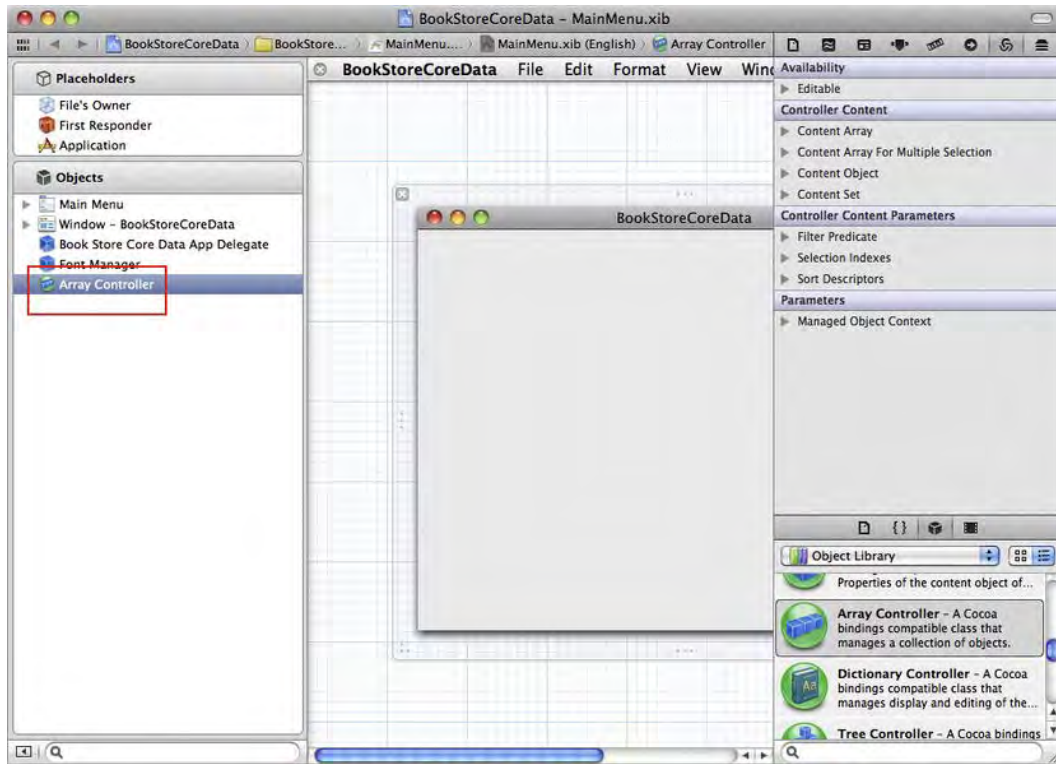 BookStoreCoreData – MainMenu.xib
BookStoreCoreData
BookStore...
MainMenu....
MainMenu.xib (English)
Array Controller
Placeholders
File's Owner
First Responder
Application
Objects
Main Menu
Window – BookStoreCoreData
Book Store Core Data App Delegate
Font Manager
Array Controller
BookStoreCoreData File Edit Format View Wind
BookStoreCoreData
Availability
Editable
Controller Content
Content Array
Content Array For Multiple Selection
Content Object
Content Set
Controller Content Parameters
Filter Predicate
Selection Indexes
Sort Descriptors
Parameters
Managed Object Context
{}
Object Library
Properties of the content object of...
Array Controller – A Cocoa
bindings compatible class that
manages a collection of objects.
Aa
Dictionary Controller – A Cocoa
bindings compatible class that
manages display and editing of the...
Tree Controller – A Cocoa bindings